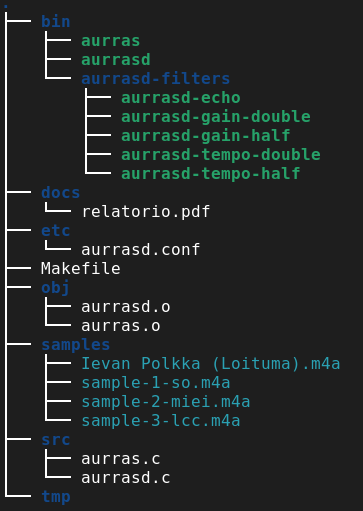 .
bin
aurras
aurrasd
aurrasd-filters
aurrasd-echo
aurrasd-gain-double
aurrasd-gain-half
aurrasd-tempo-double
aurrasd-tempo-half
docs
relatorio.pdf
etc
aurrasd.conf
Makefile
obj
aurrasd.o
aurras.o
samples
Ievan Polkka (Loituma).m4a
sample-1-so.m4a
sample-2-miei.m4a
sample-3-lcc.m4a
src
aurras.c
aurrasd.c
tmp